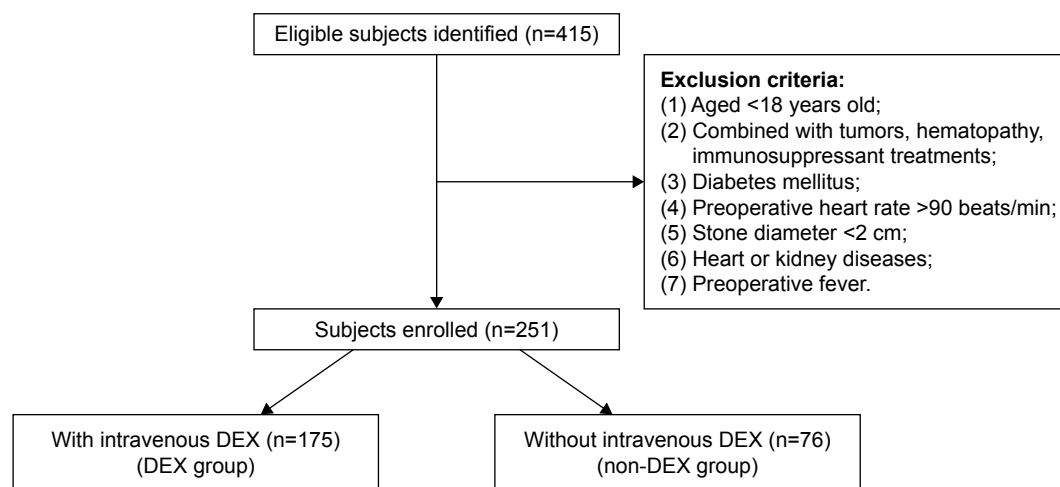 Eligible subjects identified (n=415)
Exclusion criteria:
(1) Aged <18 years old;
(2) Combined with tumors, hematopathy,
immunosuppressant treatments;
(3) Diabetes mellitus;
(4) Preoperative heart rate >90 beats/min;
(5) Stone diameter <2 cm;
(6) Heart or kidney diseases;
(7) Preoperative fever.
Subjects enrolled (n=251)
With intravenous DEX (n=175)
(DEX group)
Without intravenous DEX (n=76)
(non-DEX group)